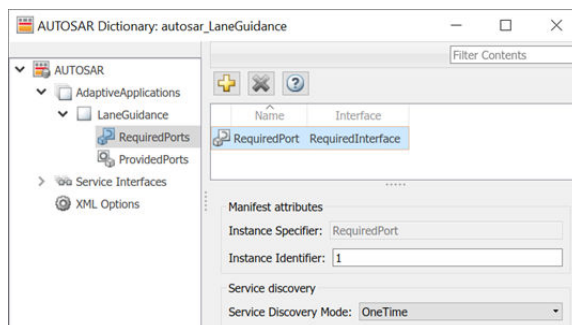 AUTOSAR Dictionary: autosar_LaneGuidance
Filter Contents
AUTOSAR
AdaptiveApplications
LaneGuidance
RequiredPorts
ProvidedPorts
Service Interfaces
XML Options
Name Interface
RequiredPort RequiredInterface
Manifest attributes
Instance Specifier: RequiredPort
Instance Identifier: 1
Service discovery
Service Discovery Mode: OneTime